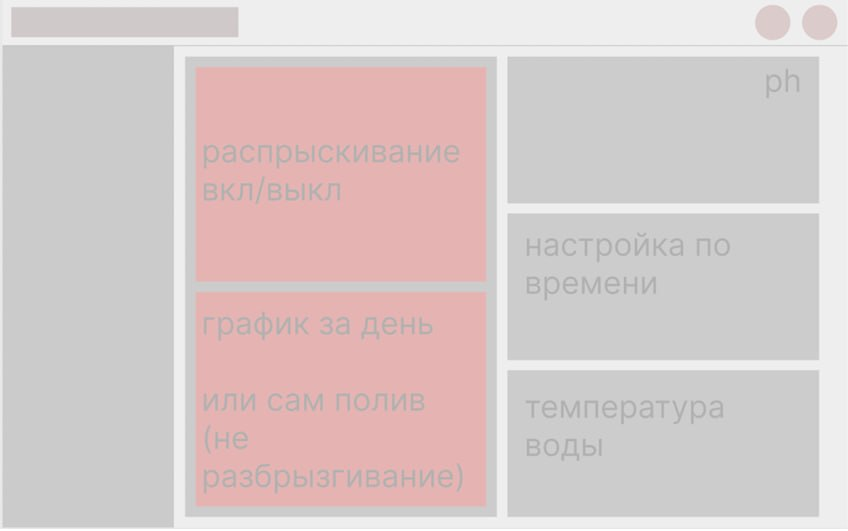 распрыскивание
вкл/выкл
график за день
или сам полив
(не
разбрызгивание)
ph
настройка по
времени
температура
воды